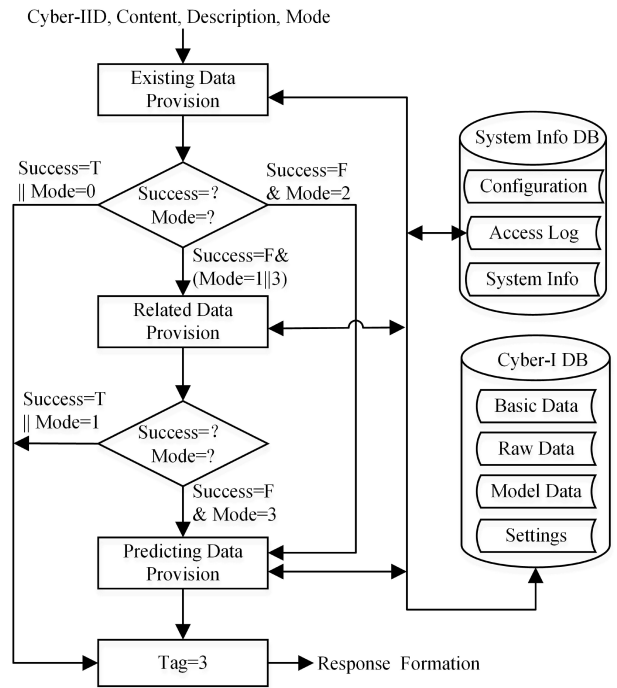 Cyber-IID, Content, Description, Mode
Existing Data
Provision
Success=T
|| Mode=0
Success=?
Mode=?
Success=F
& Mode=2
Success=F&
(Mode=1||3)
Related Data
Provision
Success=T
|| Mode=1
Success=?
Mode=?
Success=F
& Mode=3
Predicting Data
Provision
Tag=3
Response Formation
System Info DB
Configuration
Access Log
System Info
Cyber-I DB
Basic Data
Raw Data
Model Data
Settings